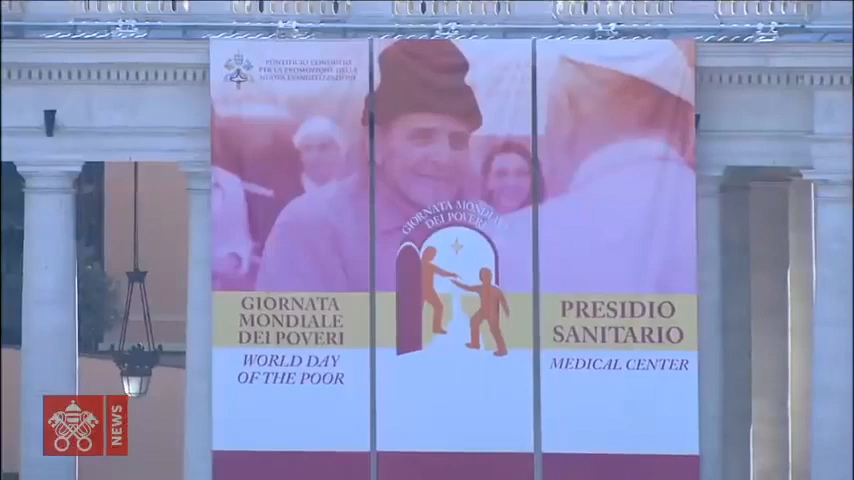 PONTIFICIO CONSIGLIO
PER LA PROMOZIONE DELLA
NUOVA EVANGELIZZAZIONE
GIORNATA MONDIALE
DEI POVERI
GIORNATA
MONDIALE
DEI POVERI
WORLD DAY
OF THE POOR
PRESIDIO
SANITARIO
MEDICAL CENTER
NEWS